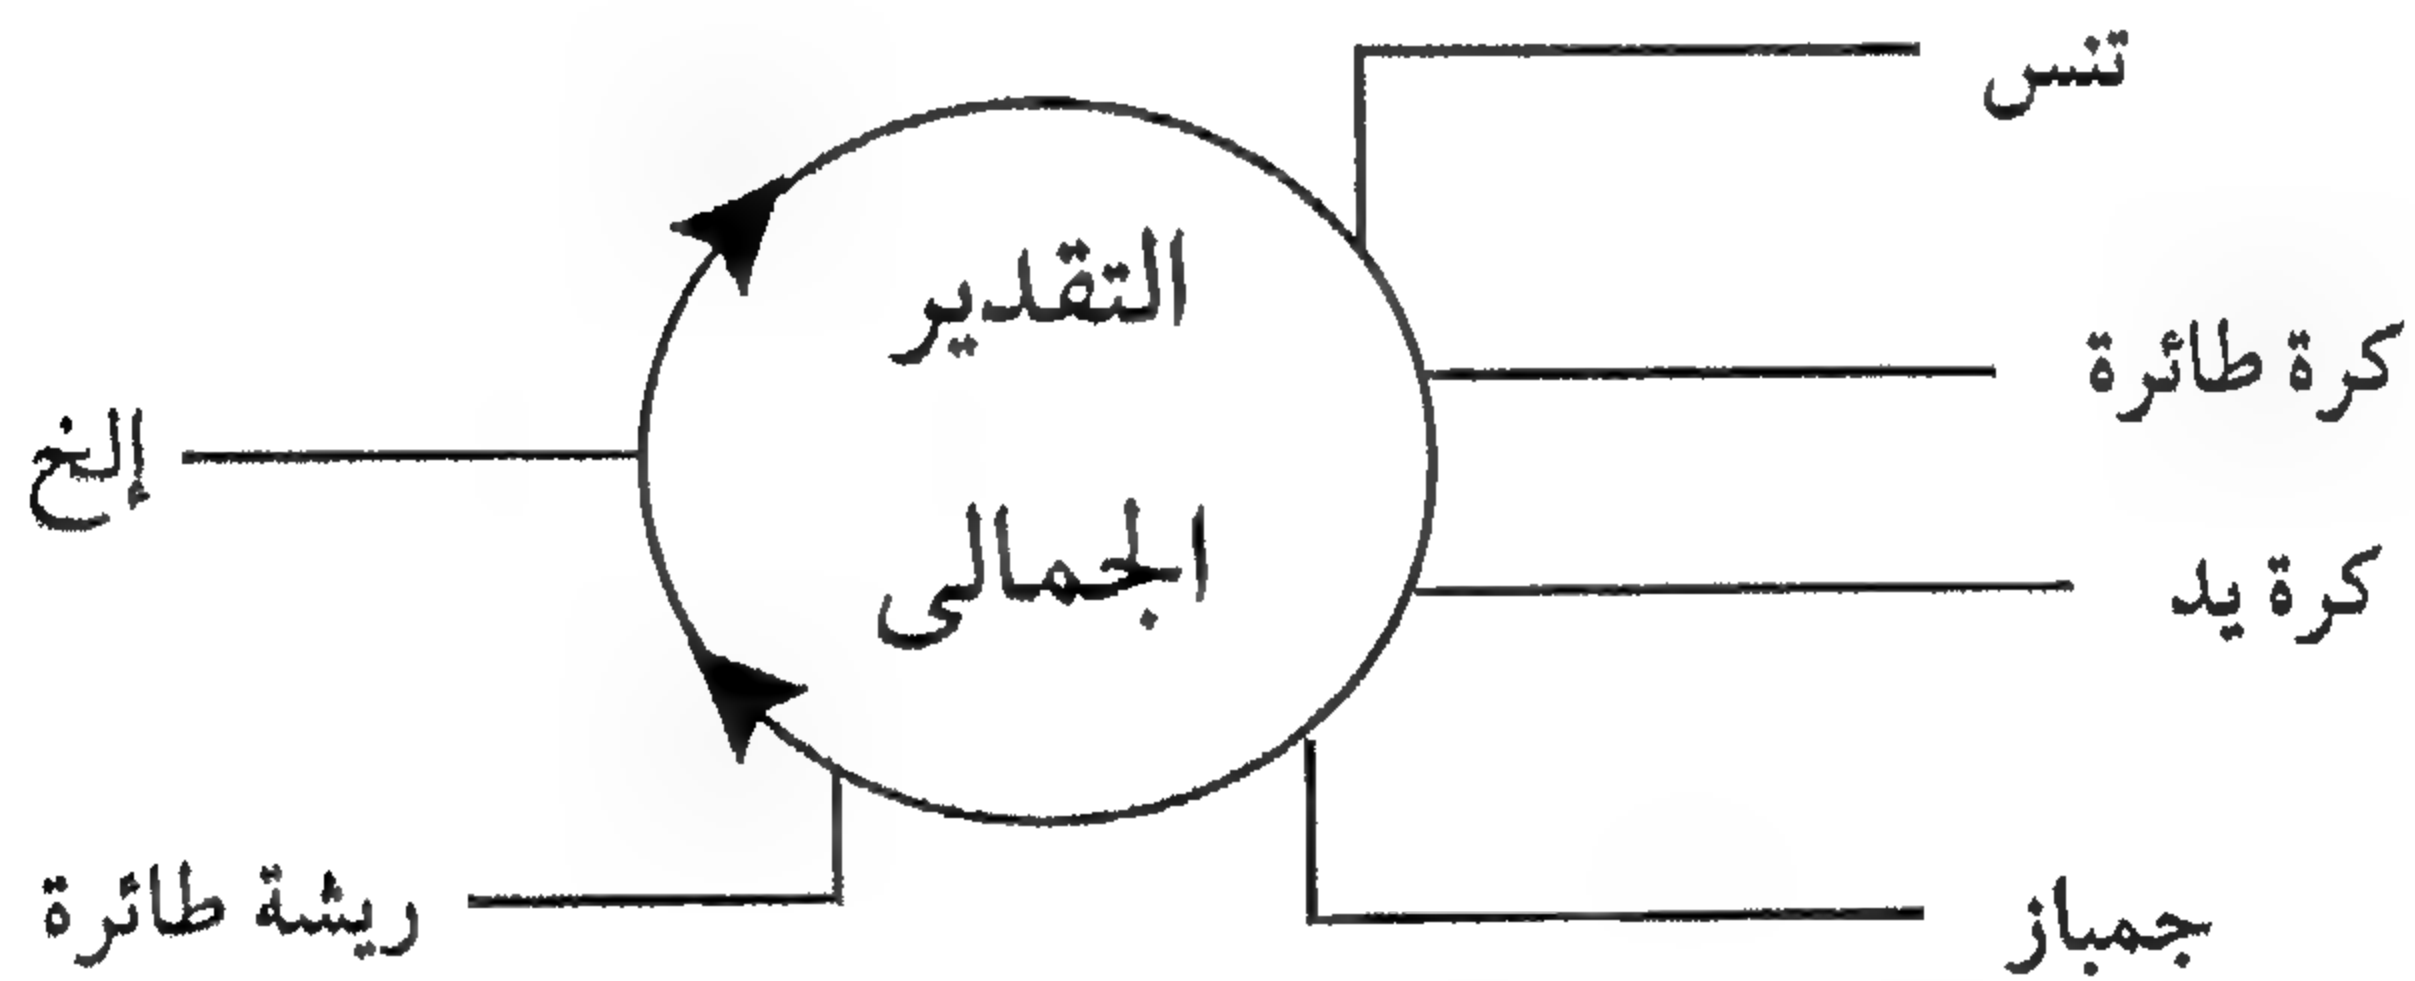 تنس
التقدير
كرة طائرة
إلخ
الجمالى
كرة يد
ريشة طائرة
جمباز